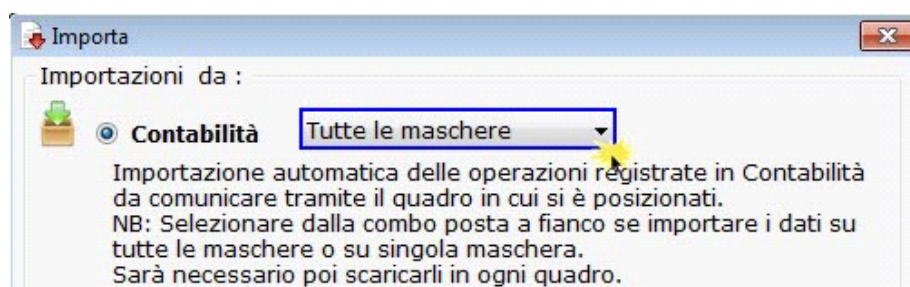 Importa
Importazioni da :
Contabilità Tutte le maschere
Importazione automatica delle operazioni registrate in Contabilità
da comunicare tramite il quadro in cui si è posizionati.
NB: Selezionare dalla combo posta a fianco se importare i dati su
tutte le maschere o su singola maschera.
Sarà necessario poi scaricarli in ogni quadro.